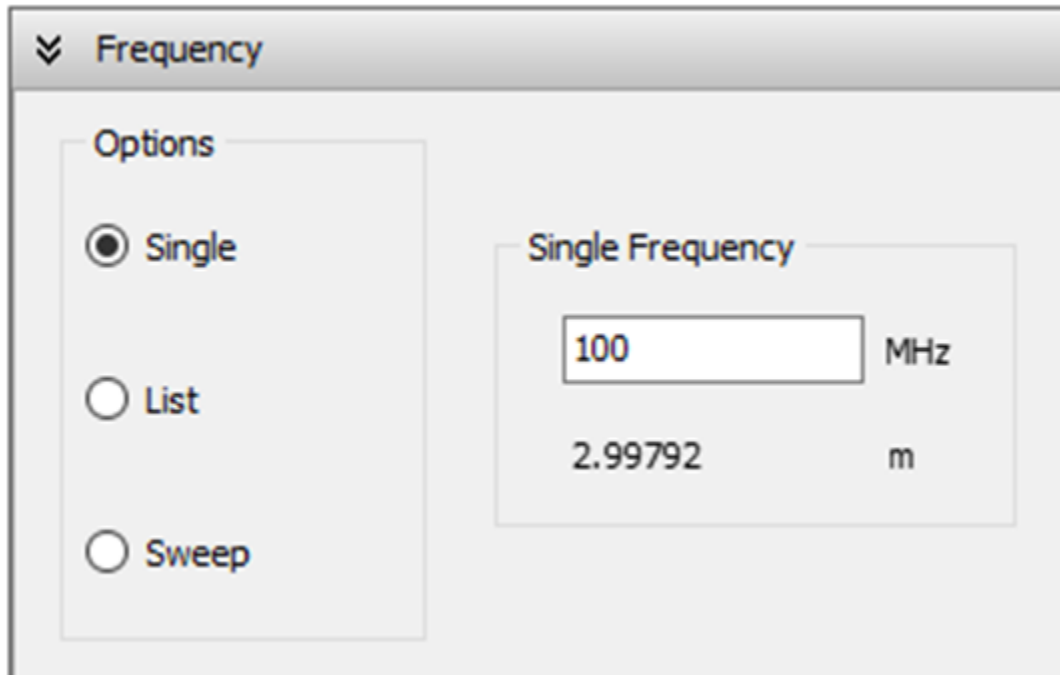 Frequency
Options
Single
Single Frequency
100 MHz
List
2.99792 m
Sweep